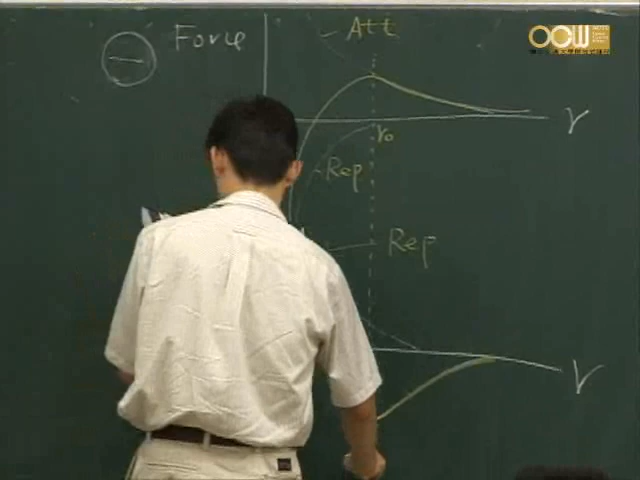 − Force
Att
OCW
r
r₀
Rep
Rep
r